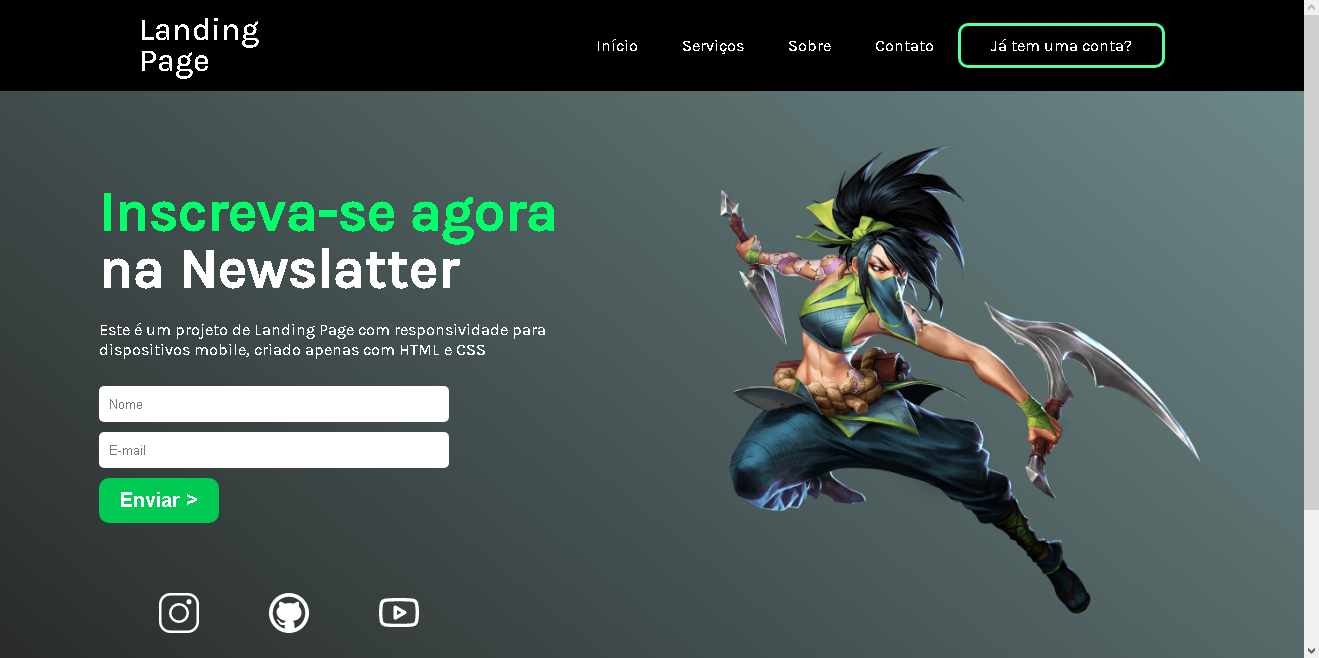 Landing
Page
Início
Serviços
Sobre
Contato
Já tem uma conta?
Inscreva-se agora
na Newslatter
Este é um projeto de Landing Page com responsividade para
dispositivos mobile, criado apenas com HTML e CSS
Nome
E-mail
Enviar >